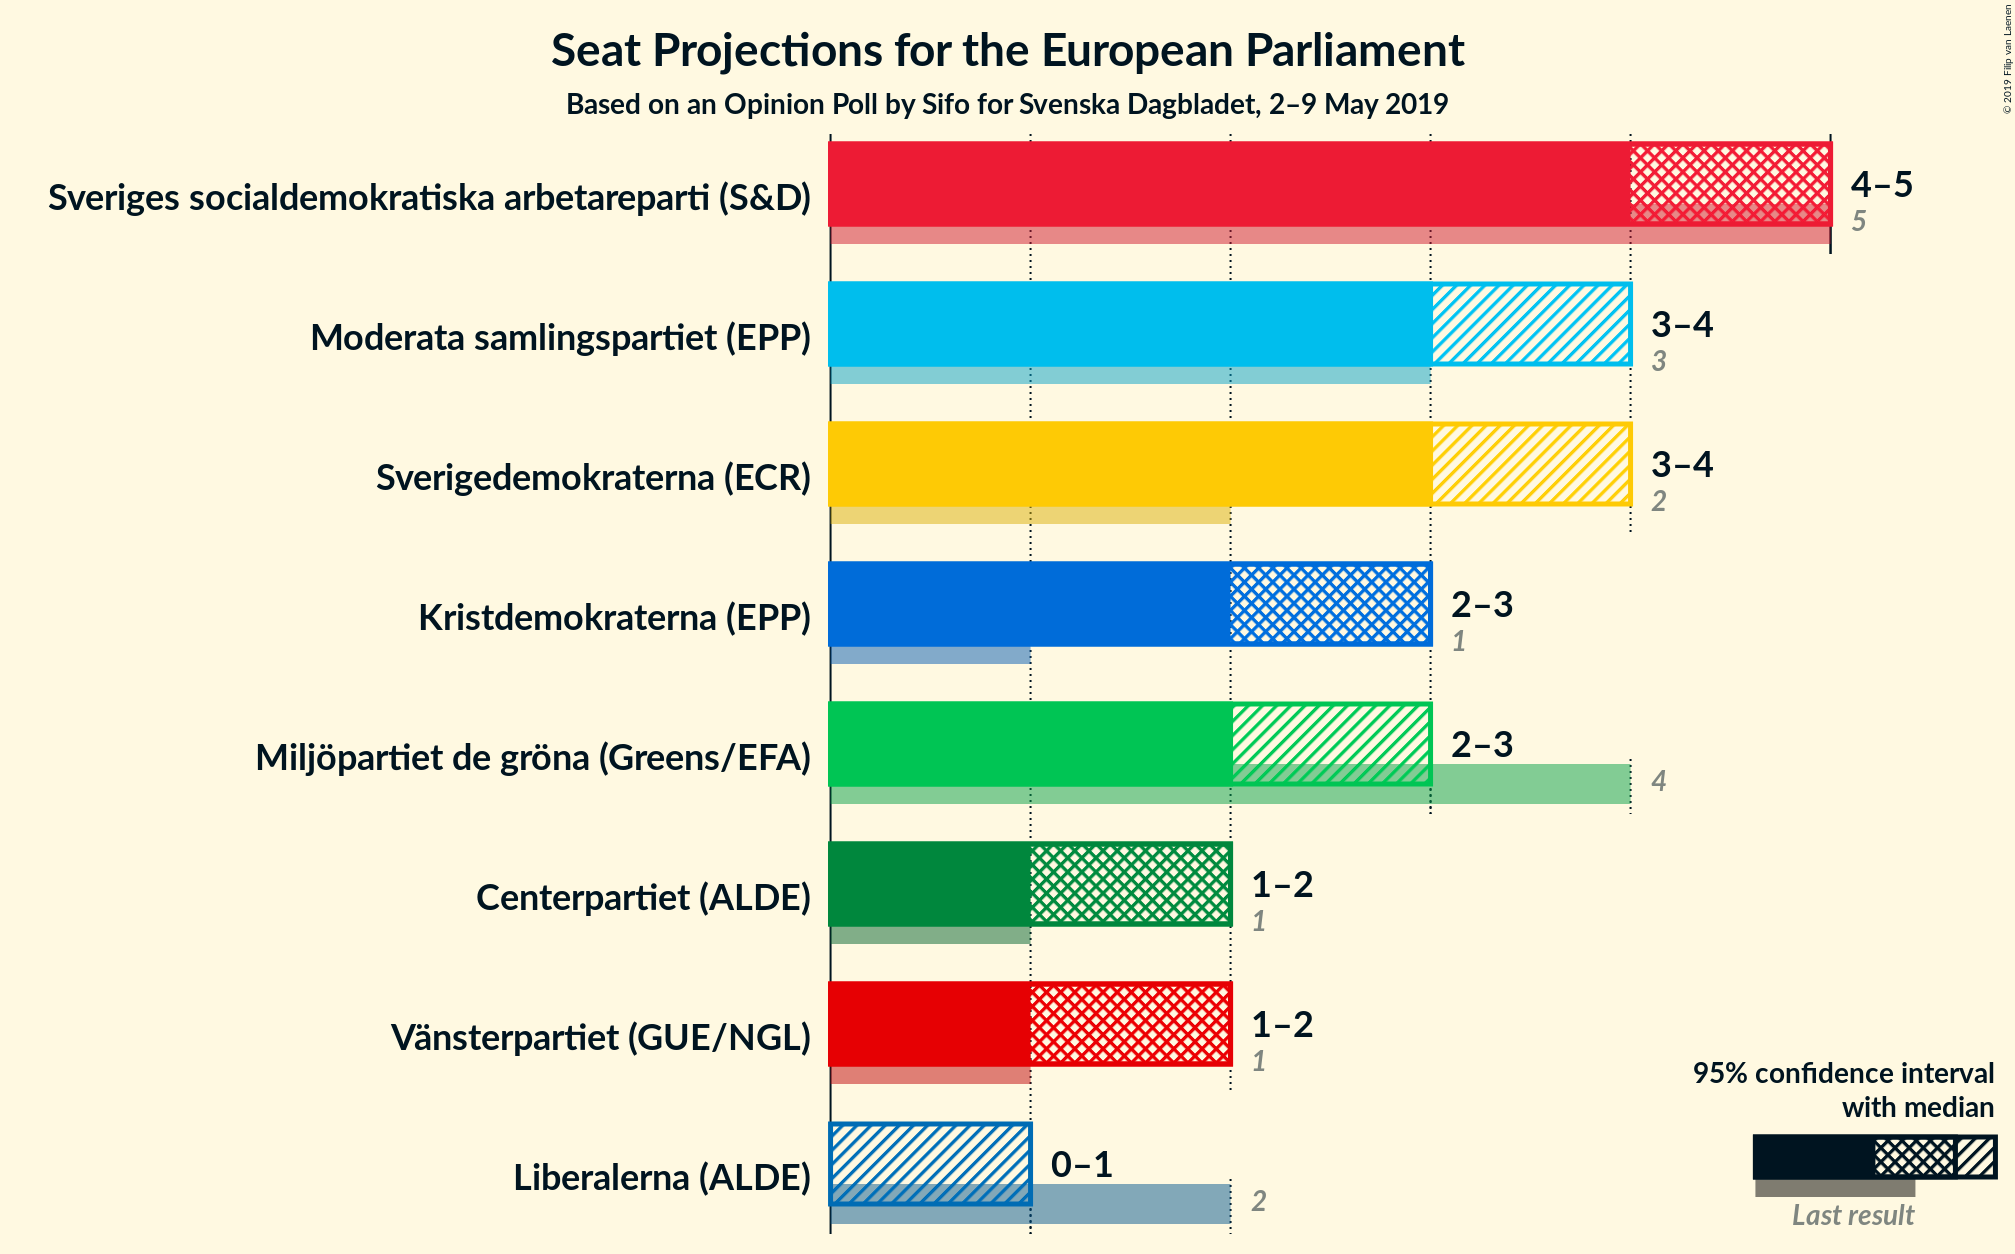 Seat Projections for the European Parliament
Based on an Opinion Poll by Sifo for Svenska Dagbladet, 2–9 May 2019
© 2019 Filip van Laenen
Sveriges socialdemokratiska arbetareparti (S&D)
4–5
5
Moderata samlingspartiet (EPP)
3–4
3
Sverigedemokraterna (ECR)
3–4
2
Kristdemokraterna (EPP)
2–3
1
Miljöpartiet de gröna (Greens/EFA)
2–3
4
Centerpartiet (ALDE)
1–2
1
Vänsterpartiet (GUE/NGL)
1–2
1
Liberalerna (ALDE)
0–1
2
95% confidence interval
with median
Last result